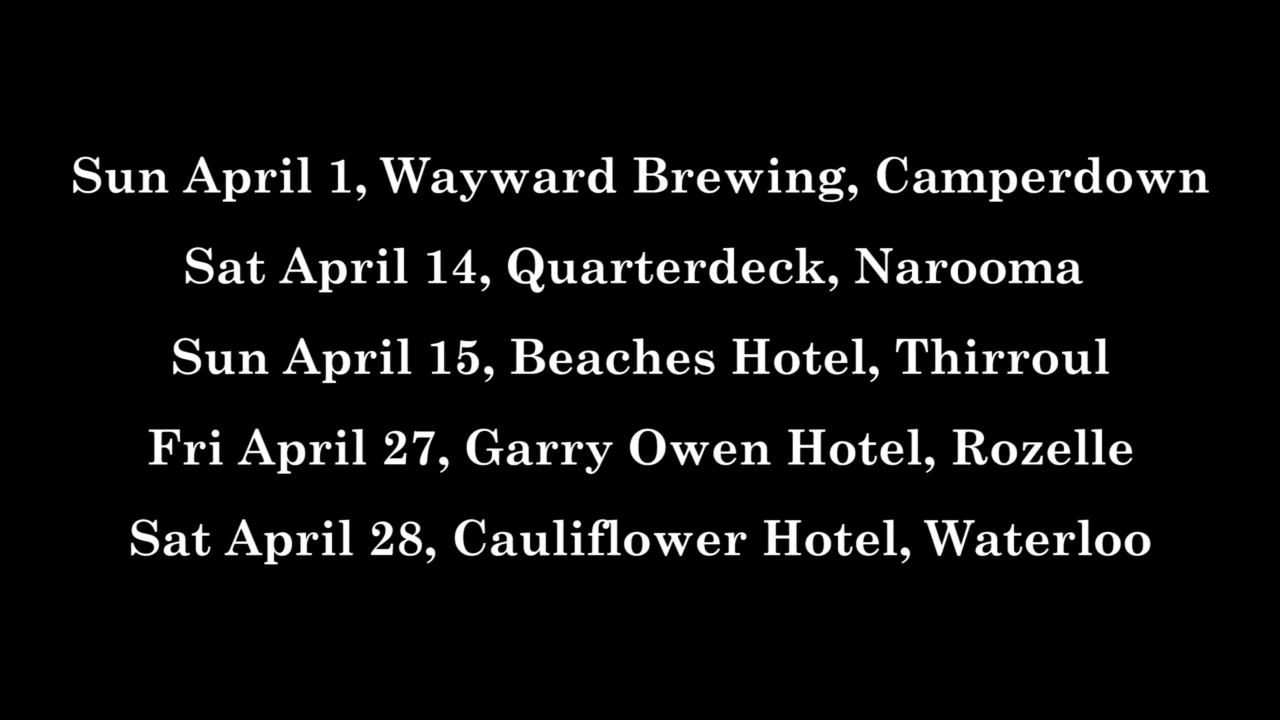 Sun April 1, Wayward Brewing, Camperdown
Sat April 14, Quarterdeck, Narooma
Sun April 15, Beaches Hotel, Thirroul
Fri April 27, Garry Owen Hotel, Rozelle
Sat April 28, Cauliflower Hotel, Waterloo